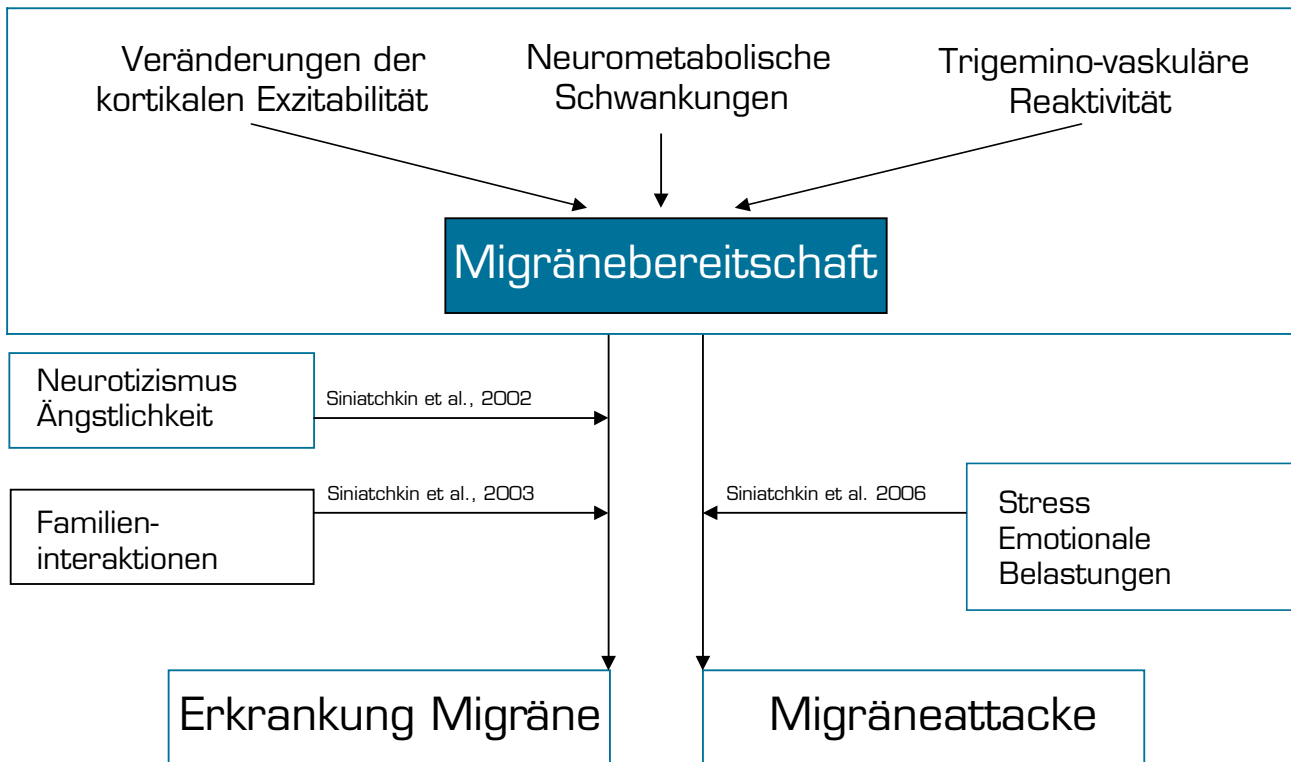 Veränderungen der
kortikalen Exzitabilität
Neurometabolische
Schwankungen
Trigemino-vaskuläre
Reaktivität
Migränebereitschaft
Neurotizismus
Ängstlichkeit
Siniatchkin et al., 2002
Familien-
interaktionen
Siniatchkin et al., 2003
Siniatchkin et al. 2006
Stress
Emotionale
Belastungen
Erkrankung Migräne
Migräneattacke